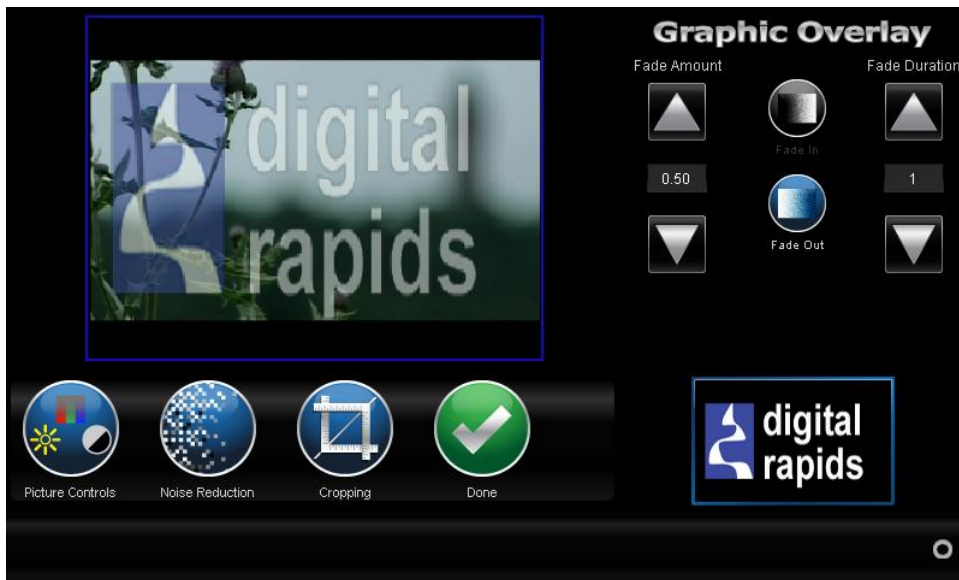 Graphic Overlay
Fade Amount
Fade Duration
Fade In
0.50
1
Fade Out
digital
rapids
Picture Controls
Noise Reduction
Cropping
Done
digital
rapids